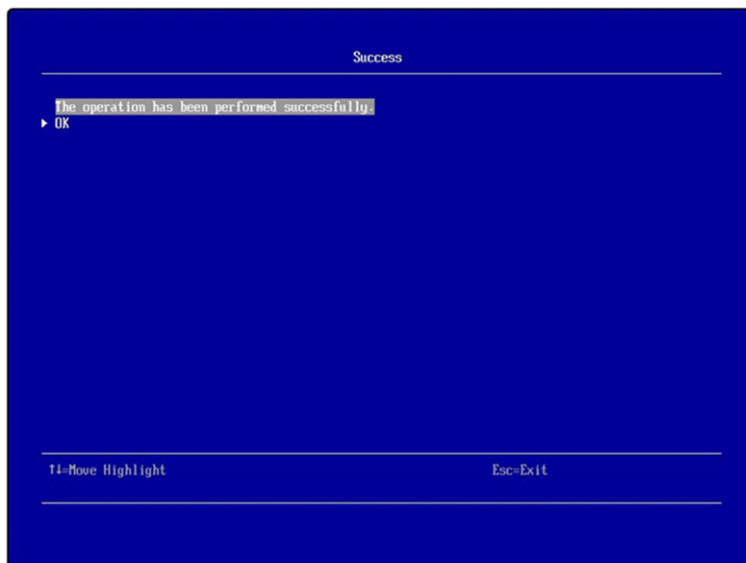 Success
The operation has been performed successfully.
▶ OK
↑↓=Move Highlight Esc=Exit